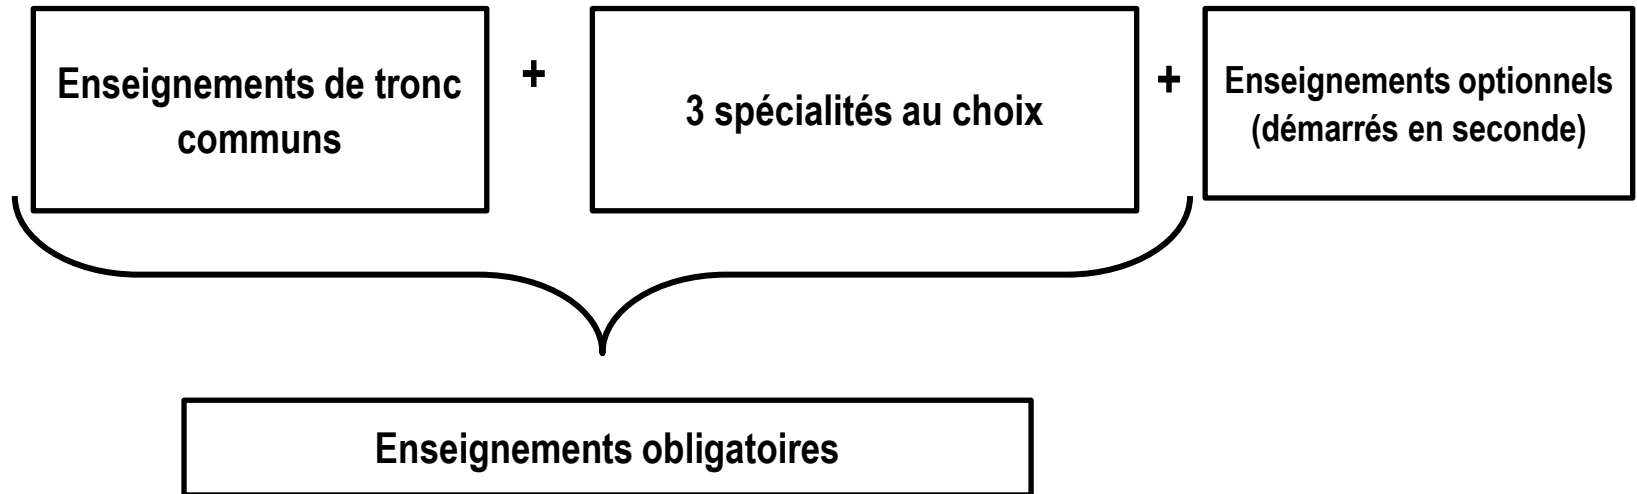 Enseignements de tronc
communs
+
3 spécialités au choix
+
Enseignements optionnels
(démarrés en seconde)
Enseignements obligatoires